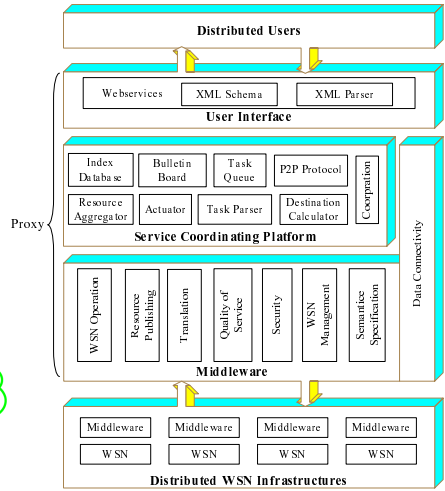 Distributed Users
Webservices
XML Schema
XML Parser
User Interface
Proxy
Index
Database
Bulletin
Board
Task
Queue
P2P Protocol
Coorpration
Resource
Aggregator
Actuator
Task Parser
Destination
Calculator
Service Coordinating Platform
Data Connectivity
WSN Operation
Resource
Publishing
Translation
Quality of
Service
Security
WSN
Management
Semantice
Specification
Middleware
Middleware
Middleware
Middleware
Middleware
WSN
WSN
WSN
WSN
Distributed WSN Infrastructures